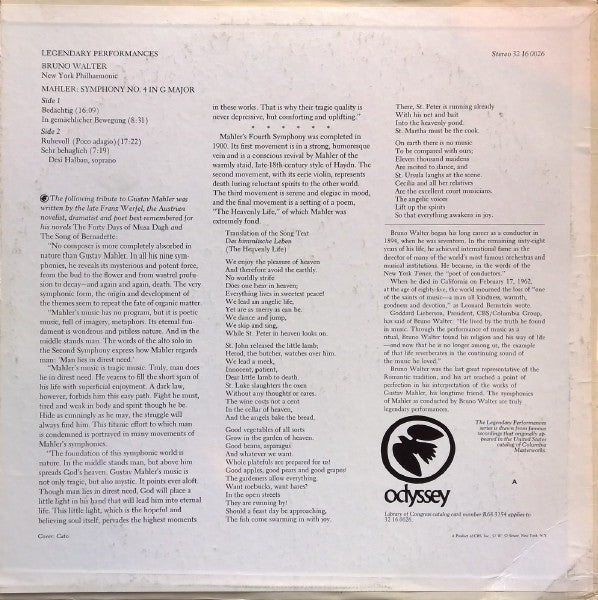 LEGENDARY PERFORMANCES
BRUNO WALTER
New York Philharmonic
MAHLER: SYMPHONY NO. 4 IN G MAJOR
Side 1
Bedächtig (16:09)
In gemächlicher Bewegung (8:31)
Side 2
Ruhevoll (Poco adagio) (17:22)
Sehr behaglich (7:19)
Desi Halban, soprano
The following tribute to Gustav Mahler was
written by the late Franz Werfel, the Austrian
novelist, dramatist and poet best-remembered for
his novels The Forty Days of Musa Dagh and
The Song of Bernadette:
"No composer is more completely absorbed in
nature than Gustav Mahler. In all his nine sym-
phonies, he reveals its mysterious and potent force,
from the bud to the flower and from wastrel profu-
sion to decay—and again and again, death. The very
symphonic form, the origin and development of
the themes seem to repeat the fate of organic matter.
"Mahler's music has no program, but it is poetic
music, full of imagery, metaphors. Its eternal fun-
dament is wondrous and pitiless nature. And in the
middle stands man. The words of the alto solo in
the Second Symphony express how Mahler regards
man: 'Man lies in direst need.'
"Mahler's music is tragic music. Truly, man does
lie in direst need. He yearns to fill the short span of
his life with superficial enjoyment. A dark law,
however, forbids him this easy path. Fight he must,
tired and weak in body and spirit though he be.
Hide as cunningly as he may, the struggle will
always find him. This titanic effort to which man
is condemned is portrayed in many movements of
Mahler's symphonies.
"The foundation of this symphonic world is
nature. In the middle stands man, but above him
spreads God's heaven. Gustav Mahler's music is
not only tragic, but also mystic. It points ever aloft.
Though man lies in direst need, God will place a
little light in his hand that will lead him into eternal
life. This little light, which is the hopeful and
believing soul itself, pervades the highest moments
Cover: Cato
in these works. That is why their tragic quality is
never depressive, but comforting and uplifting."
* * * * * *
Mahler's Fourth Symphony was completed in
1900. Its first movement is in a strong, humoresque
vein and is a conscious revival by Mahler of the
warmly staid, late-18th-century style of Haydn. The
second movement, with its eerie violin, represents
death luring reluctant spirits to the other world.
The third movement is serene and elegiac in mood,
and the final movement is a setting of a poem,
"The Heavenly Life," of which Mahler was
extremely fond.
Translation of the Song Text
Das himmlische Leben
(The Heavenly Life)
We enjoy the pleasure of heaven
And therefore avoid the earthly.
No worldly strife
Does one hear in heaven;
Everything lives in sweetest peace!
We lead an angelic life,
Yet are as merry as can be.
We dance and jump,
We skip and sing,
While St. Peter in heaven looks on.
St. John released the little lamb;
Herod, the butcher, watches over him.
We lead a meek,
Innocent, patient,
Dear little lamb to death.
St. Luke slaughters the oxen
Without any thoughts or cares.
The wine costs not a cent
In the cellar of heaven,
And the angels bake the bread.
Good vegetables of all sorts
Grow in the garden of heaven.
Good beans, asparagus
And whatever we want.
Whole platefuls are prepared for us!
Good apples, good pears and good grapes!
The gardeners allow everything.
Want roebucks, want hares?
In the open streets
They are running by!
Should a feast day be approaching,
The fish come swarming in with joy.
Stereo 32 16 0026
There, St. Peter is running already
With his net and bait
Into the heavenly pond.
St. Martha must be the cook.
On earth there is no music
To be compared with ours;
Eleven thousand maidens
Are incited to dance, and
St. Ursula laughs at the scene.
Cecilia and all her relatives
Are the excellent court musicians.
The angelic voices
Lift up the spirits
So that everything awakens in joy.
Bruno Walter began his long career as a conductor in
1894, when he was seventeen. In the remaining sixty-eight
years of his life, he achieved international fame as the
director of many of the world's most famous orchestras and
musical institutions. He became, in the words of the
New York Times, the "poet of conductors."
When he died in California on February 17, 1962,
at the age of eighty-five, the world mourned the loss of "one
of the saints of music—a man all kindness, warmth,
goodness and devotion," as Leonard Bernstein wrote.
Goddard Lieberson, President, CBS/Columbia Group,
has said of Bruno Walter: "He lived by the truth he found
in music. Through the performance of music as a
ritual, Bruno Walter found his religion and his way of life
—and now that he is no longer among us, the example
of that life reverberates in the continuing sound of
the music he loved."
Bruno Walter was the last great representative of the
Romantic tradition, and his art reached a point of
perfection in his interpretation of the works of
Gustav Mahler, his longtime friend. The symphonies
of Mahler as conducted by Bruno Walter are truly
legendary performances.
The Legendary Performances
series is drawn from famous
recordings that originally ap-
peared in the United States
catalog of Columbia
Masterworks.
odyssey
A
Library of Congress catalog card number R68 3154 applies to
32 16 0026.
A Product of CBS, Inc.
New York, N.Y.